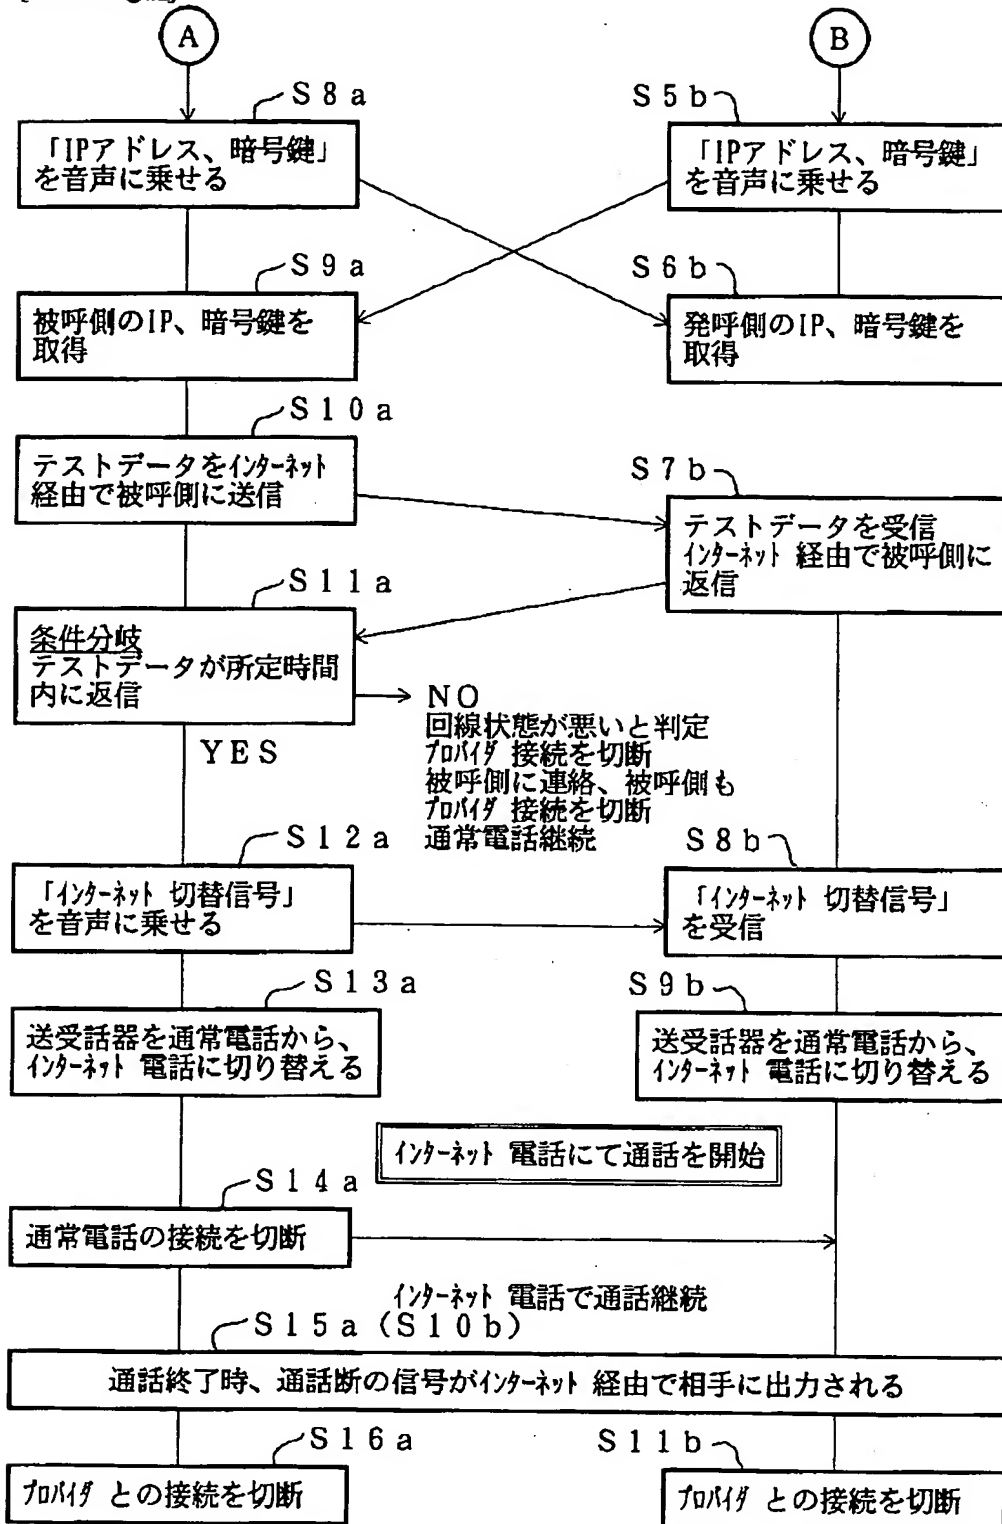 A
B
S8a
S5b
「IPアドレス、暗号鍵」
を音声に乗せる
「IPアドレス、暗号鍵」
を音声に乗せる
S9a
S6b
被呼側のIP、暗号鍵を
取得
発呼側のIP、暗号鍵を
取得
S10a
テストデータをインターネット
経由で被呼側に送信
S7b
テストデータを受信
インターネット 経由で被呼側に
返信
S11a
条件分岐
テストデータが所定時間
内に返信
NO
回線状態が悪いと判定
プロバイダ 接続を切断
被呼側に連絡、被呼側も
プロバイダ 接続を切断
通常電話継続
YES
S12a
S8b
「インターネット 切替信号」
を音声に乗せる
「インターネット 切替信号」
を受信
S13a
S9b
送受話器を通常電話から、
インターネット 電話に切り替える
送受話器を通常電話から、
インターネット 電話に切り替える
インターネット 電話にて通話を開始
S14a
通常電話の接続を切断
インターネット 電話で通話継続
S15a(S10b)
通話終了時、通話断の信号がインターネット 経由で相手に出力される
S16a
S11b
プロバイダ との接続を切断
プロバイダ との接続を切断